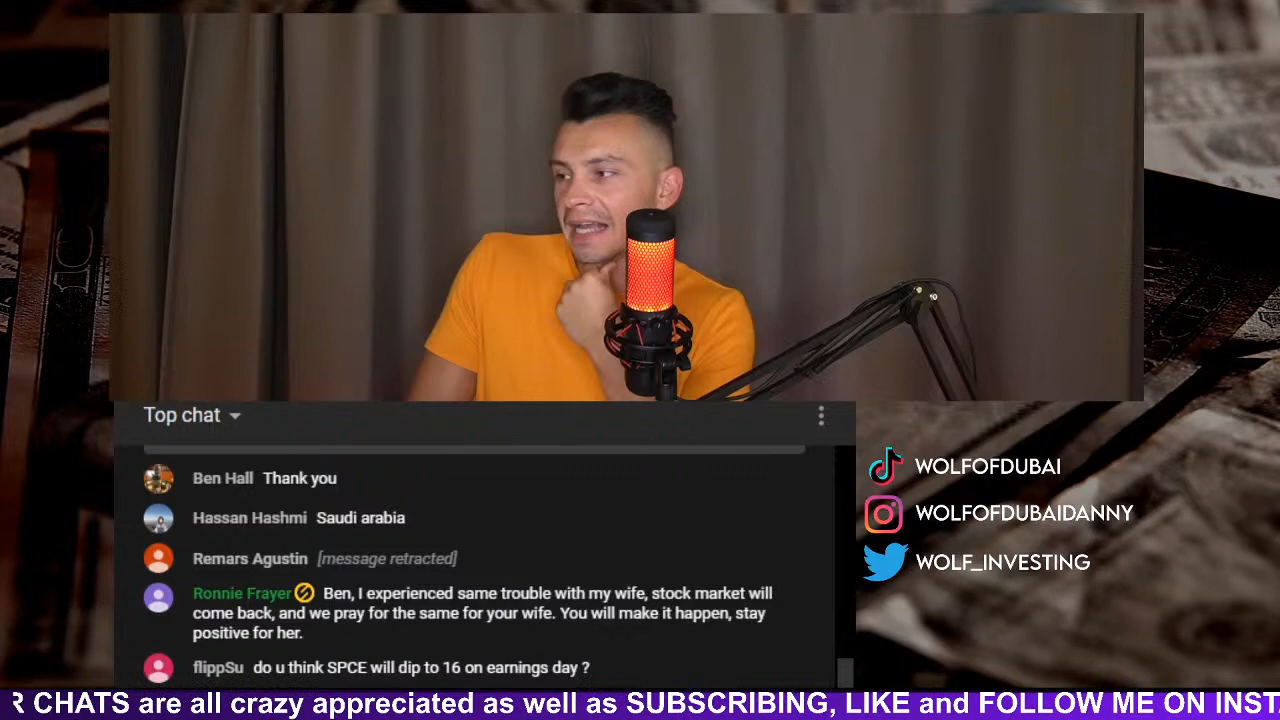 Top chat
Ben Hall Thank you
Hassan Hashmi Saudi arabia
Remars Agustin [message retracted]
Ronnie Frayer Ben, I experienced same trouble with my wife, stock market will
come back, and we pray for the same for your wife. You will make it happen, stay
positive for her.
flippSu do u think SPCE will dip to 16 on earnings day ?
WOLFOFDUBAI
WOLFOFDUBAIDANNY
WOLF_INVESTING
R CHATS are all crazy appreciated as well as SUBSCRIBING, LIKE and FOLLOW ME ON INST